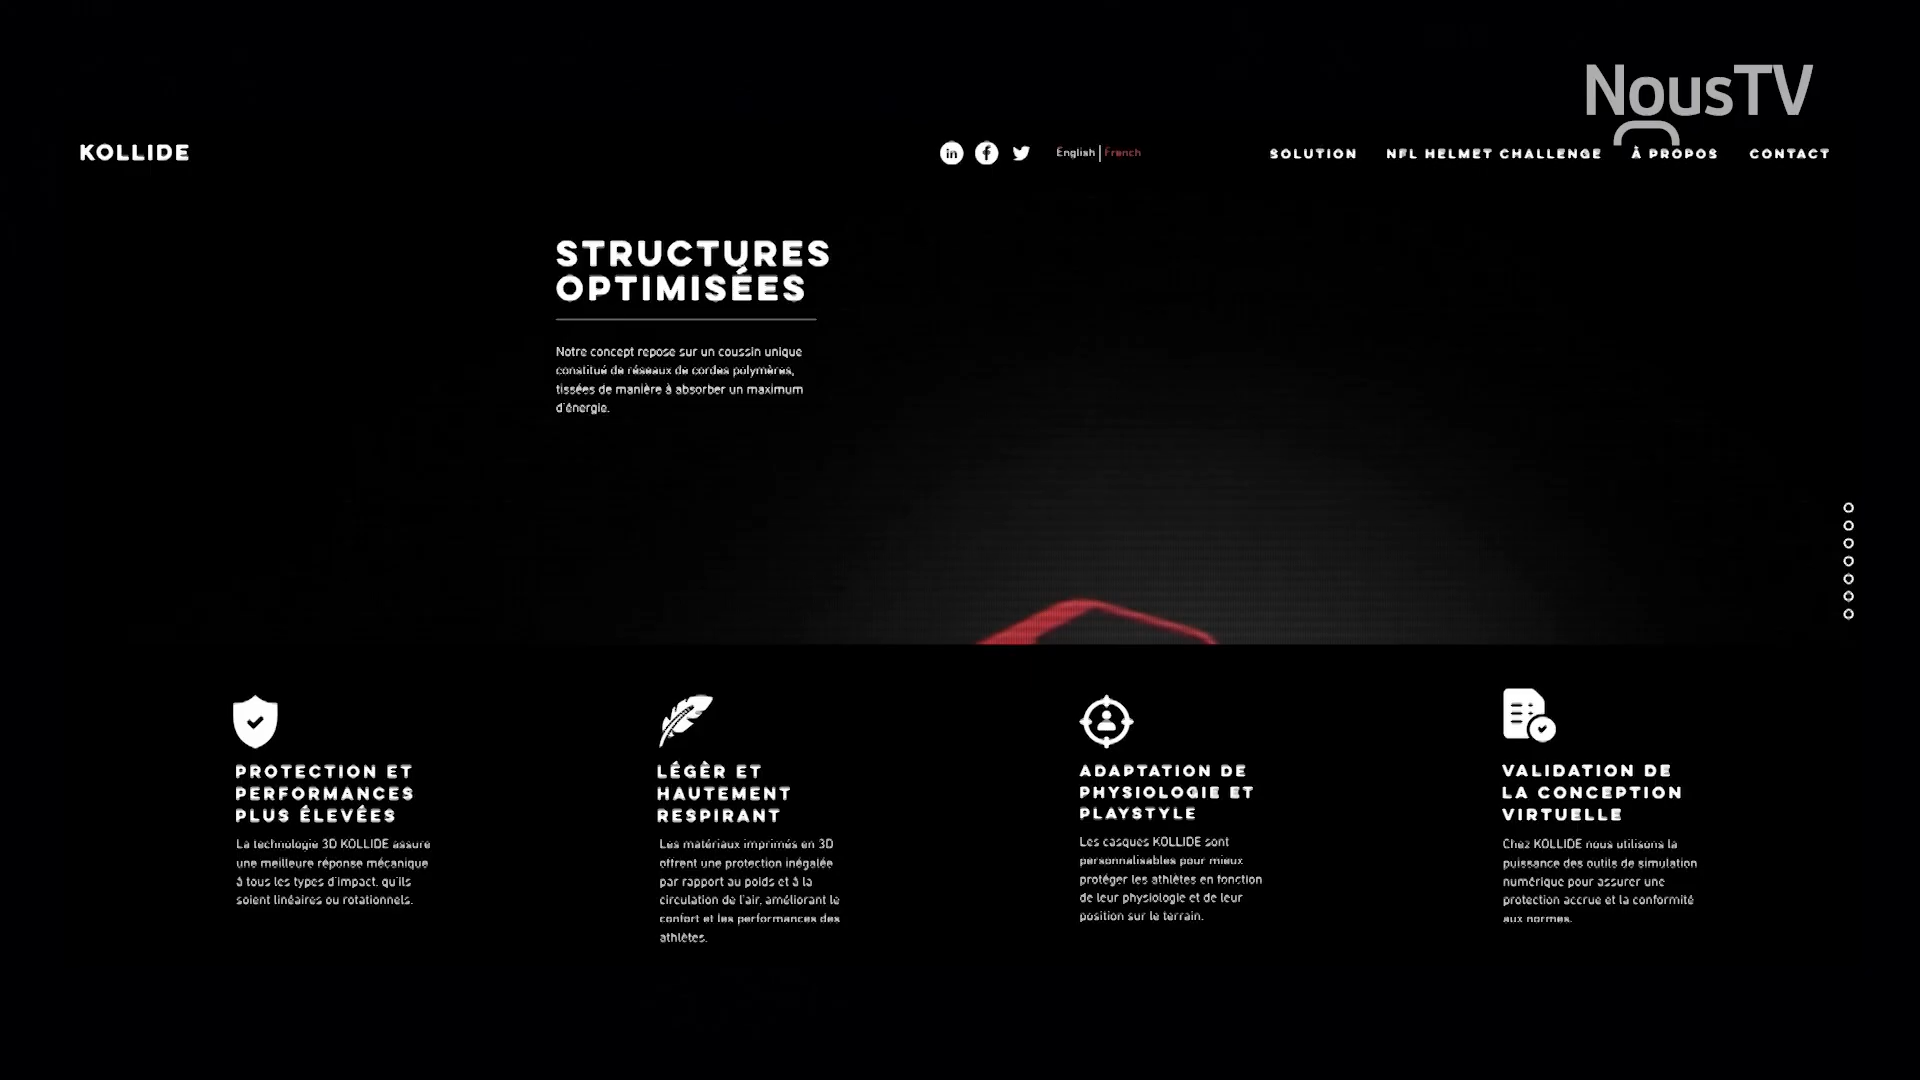 NousTV
KOLLIDE
English | French
SOLUTION
NFL HELMET CHALLENGE
À PROPOS
CONTACT
STRUCTURES
OPTIMISÉES
Notre concept repose sur un coussin unique
constitué de réseaux de cordes polymères,
tissées de manière à absorber un maximum
d'énergie.
PROTECTION ET
PERFORMANCES
PLUS ÉLEVÉES
La technologie 3D KOLLIDE assure
une meilleure réponse mécanique
à tous les types d'impact, qu'ils
soient linéaires ou rotationnels.
LÉGÈR ET
HAUTEMENT
RESPIRANT
Les matériaux imprimés en 3D
offrent une protection inégalée
par rapport au poids et à la
circulation de l'air, améliorant le
confort et les performances des
athlètes.
ADAPTATION DE
PHYSIOLOGIE ET
PLAYSTYLE
Les casques KOLLIDE sont
personnalisables pour mieux
protéger les athlètes en fonction
de leur physiologie et de leur
position sur le terrain.
VALIDATION DE
LA CONCEPTION
VIRTUELLE
Chez KOLLIDE nous utilisons la
puissance des outils de simulation
numérique pour assurer une
protection accrue et la conformité
aux normes.